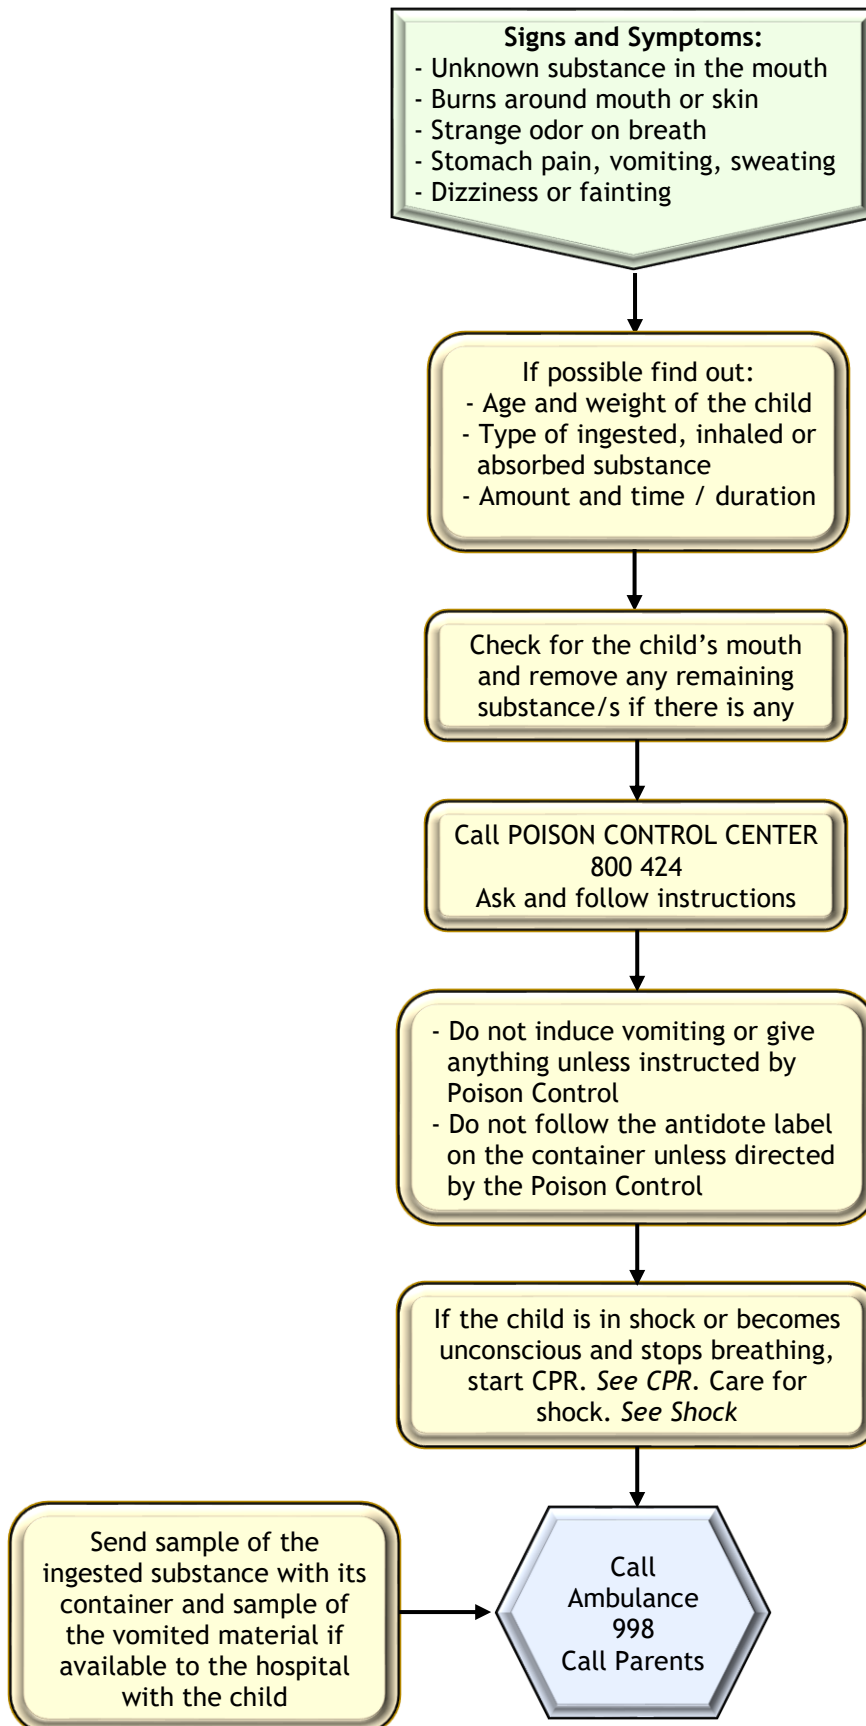 Signs and Symptoms:
- Unknown substance in the mouth
- Burns around mouth or skin
- Strange odor on breath
- Stomach pain, vomiting, sweating
- Dizziness or fainting
If possible find out:
- Age and weight of the child
- Type of ingested, inhaled or
absorbed substance
- Amount and time / duration
Check for the child’s mouth
and remove any remaining
substance/s if there is any
Call POISON CONTROL CENTER
800 424
Ask and follow instructions
- Do not induce vomiting or give
anything unless instructed by
Poison Control
- Do not follow the antidote label
on the container unless directed
by the Poison Control
If the child is in shock or becomes
unconscious and stops breathing,
start CPR. See CPR. Care for
shock. See Shock
Send sample of the
ingested substance with its
container and sample of
the vomited material if
available to the hospital
with the child
Call
Ambulance
998
Call Parents